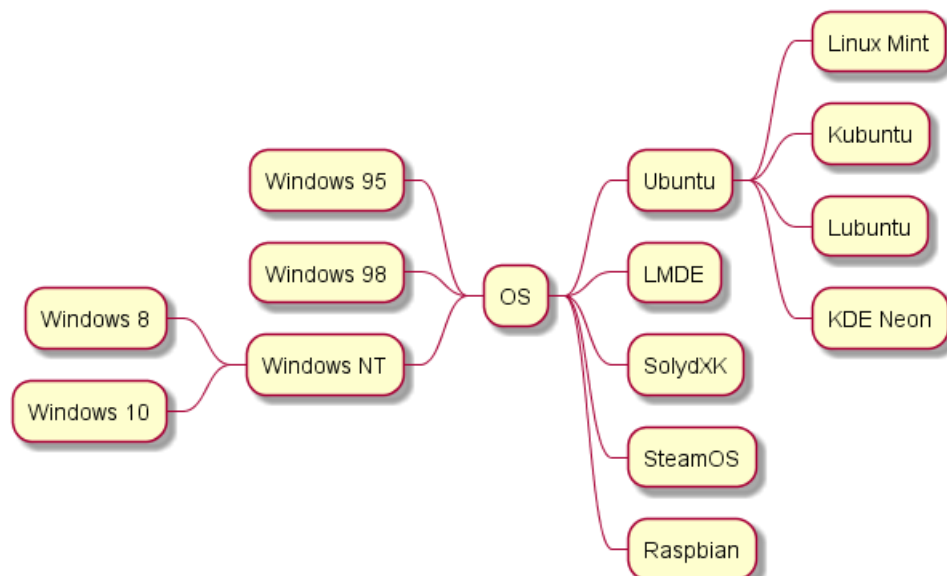 Linux Mint
Kubuntu
Windows 95
Ubuntu
Lubuntu
Windows 98
LMDE
OS
Windows 8
KDE Neon
Windows NT
SolydXK
Windows 10
SteamOS
Raspbian